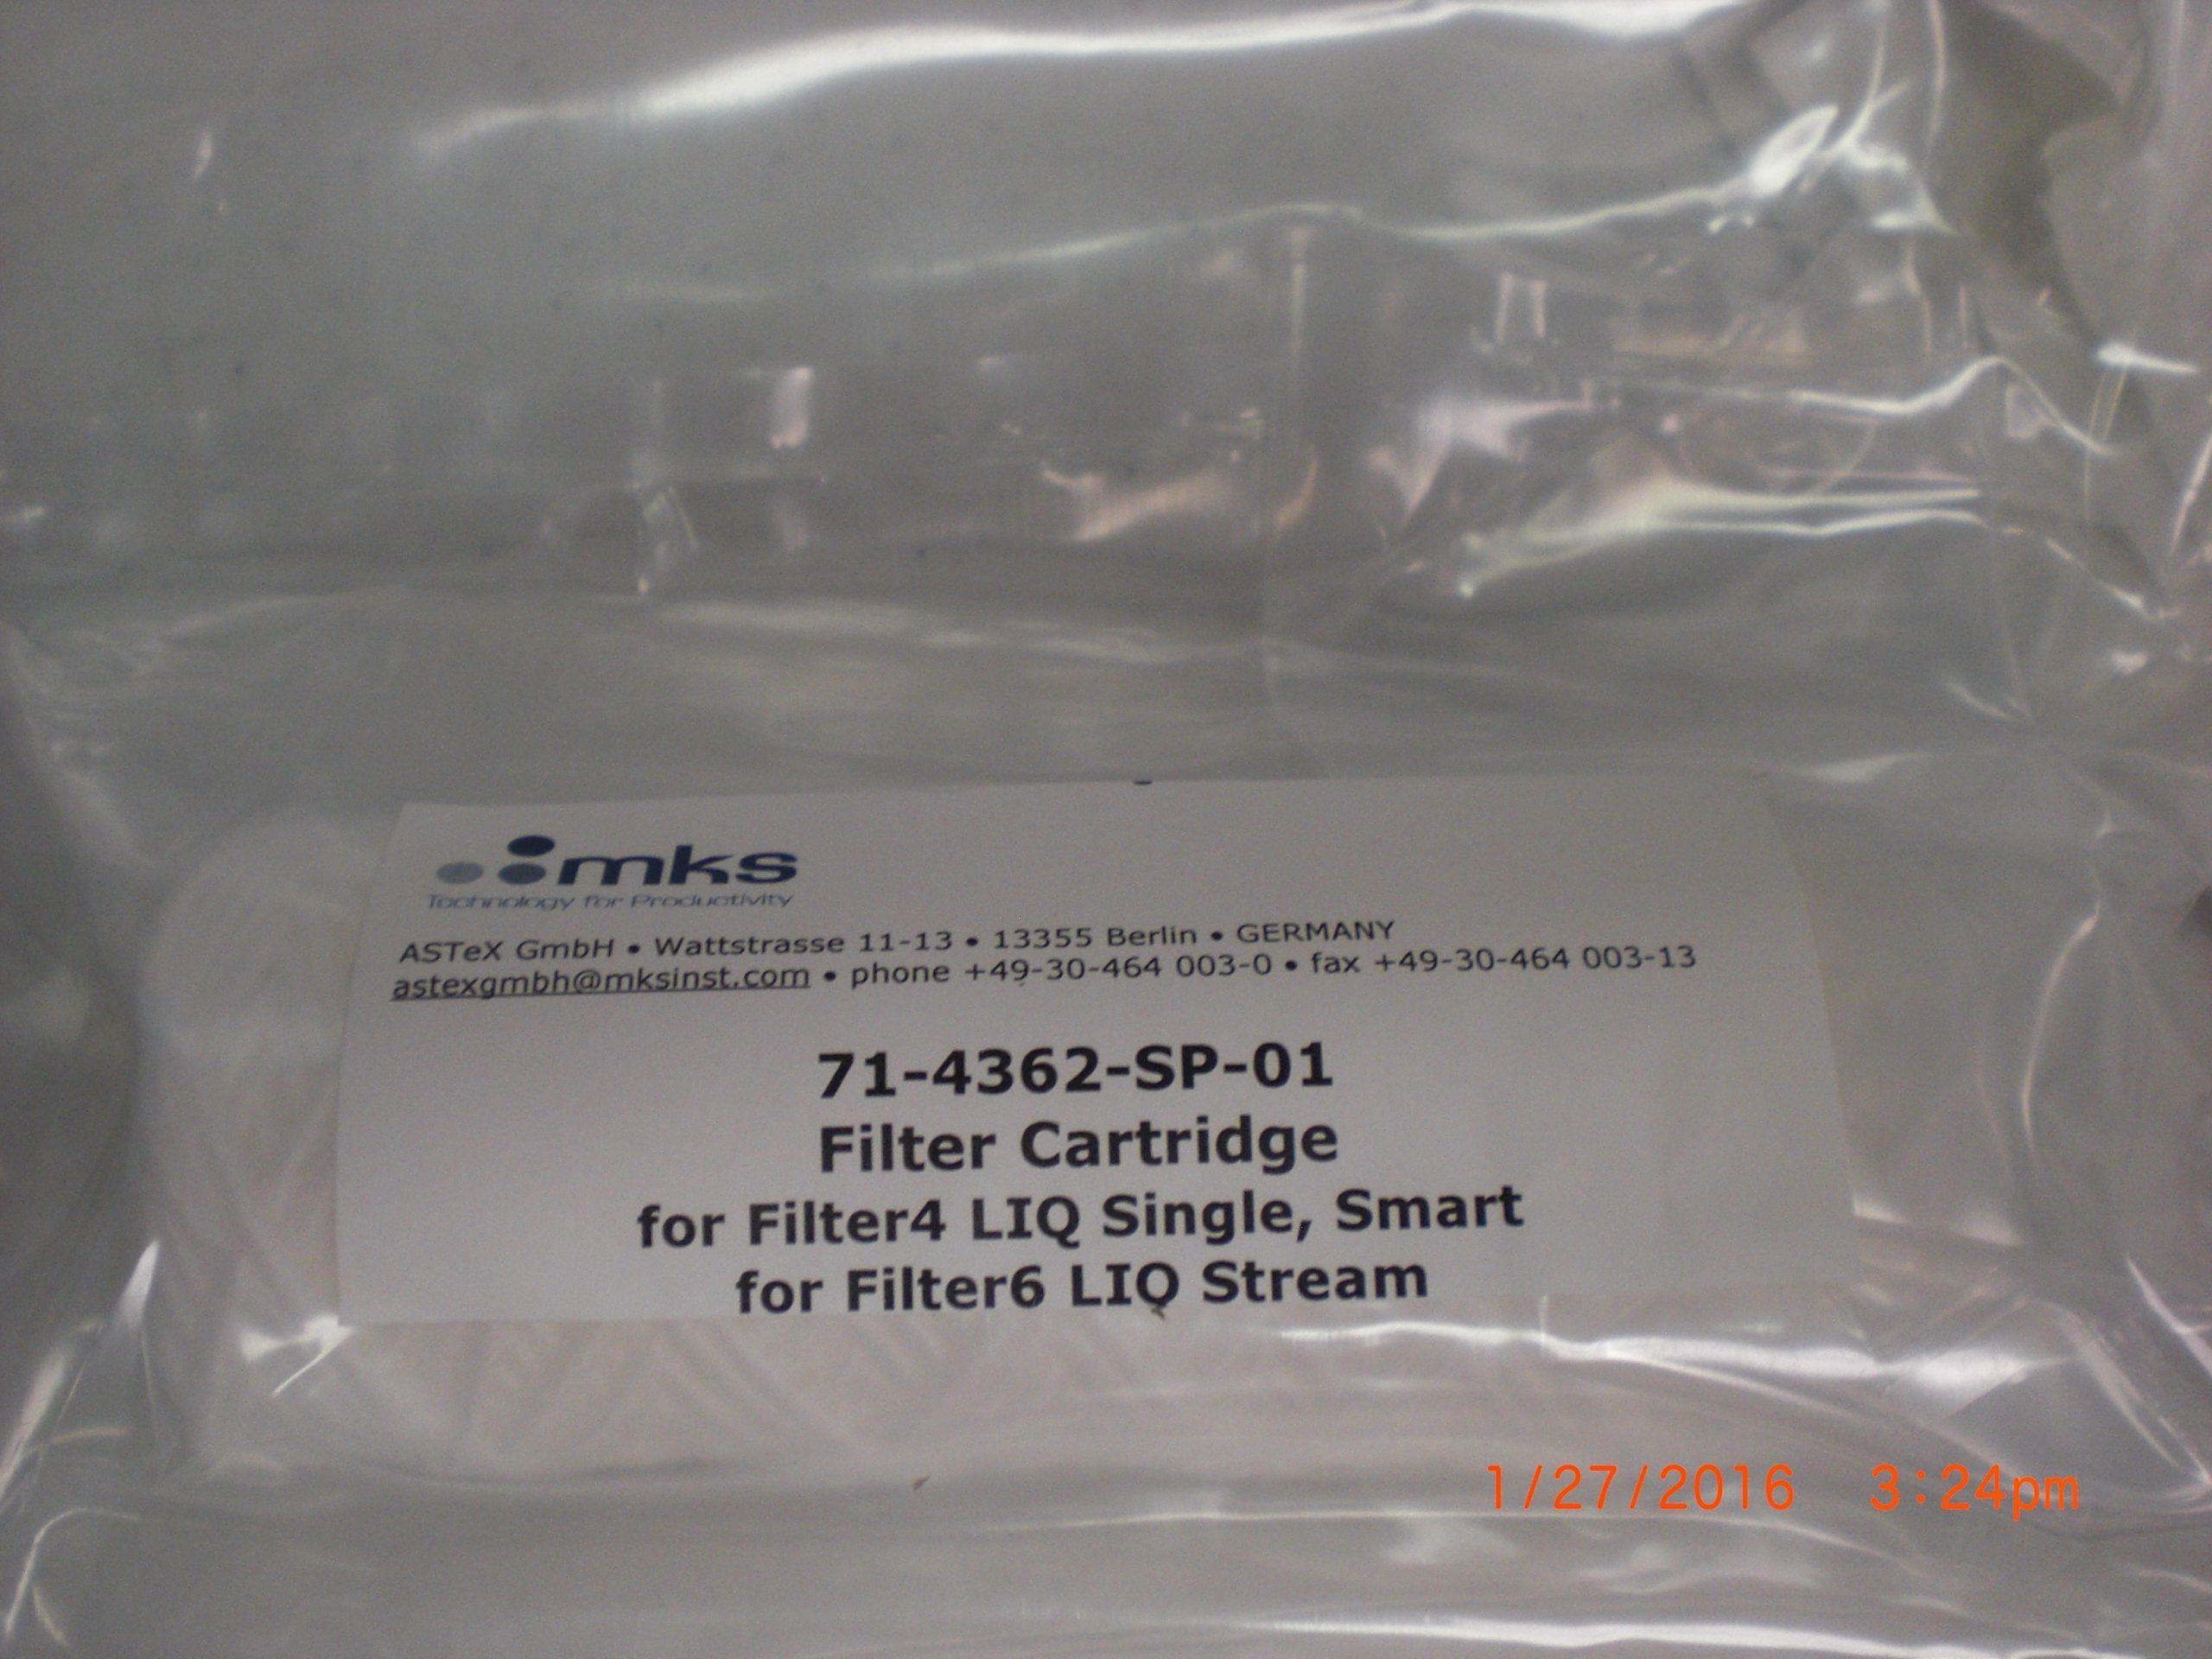 mks
Technology for Productivity
ASTeX GmbH • Wattstrasse 11-13 • 13355 Berlin • GERMANY
astexgmbh@mksinst.com • phone +49-30-464 003-0 • fax +49-30-464 003-13
71-4362-SP-01
Filter Cartridge
for Filter4 LIQ Single, Smart
for Filter6 LIQ Stream
1/27/2016 3:24pm